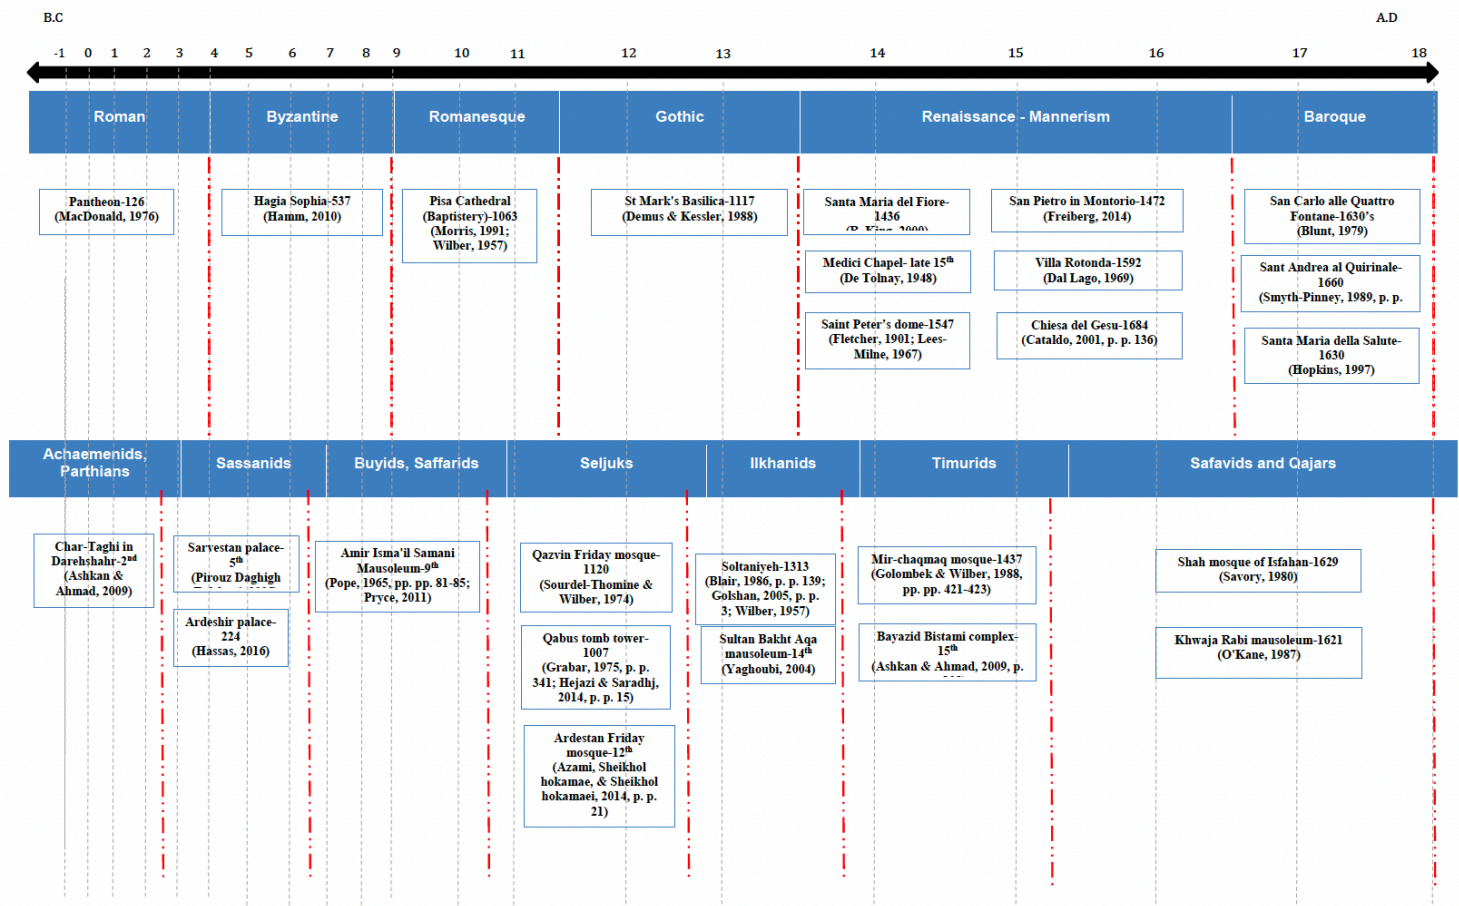 B.C
A.D
-1 0 1 2 3 4 5 6 7 8 9 10 11 12 13 14 15 16 17 18
Roman
Byzantine
Romanesque
Gothic
Renaissance - Mannerism
Baroque
Pantheon-126
(MacDonald, 1976)
Hagia Sophia-537
(Hamm, 2010)
Pisa Cathedral
(Baptistery)-1063
(Morris, 1991;
Wilber, 1957)
St Mark's Basilica-1117
(Demus & Kessler, 1988)
Santa Maria del Fiore-
1436
(R. King, 2000)
San Pietro in Montorio-1472
(Freiberg, 2014)
San Carlo alle Quattro
Fontane-1630's
(Blunt, 1979)
Medici Chapel- late 15th
(De Tolnay, 1948)
Villa Rotonda-1592
(Dal Lago, 1969)
Sant Andrea al Quirinale-
1660
(Smyth-Pinney, 1989, p. p.
Saint Peter's dome-1547
(Fletcher, 1901; Lees-
Milne, 1967)
Chiesa del Gesu-1684
(Cataldo, 2001, p. p. 136)
Santa Maria della Salute-
1630
(Hopkins, 1997)
Achaemenids,
Parthians
Sassanids
Buyids, Saffarids
Seljuks
Ilkhanids
Timurids
Safavids and Qajars
Char-Taghi in
Darehshahr-2nd
(Ashkan &
Ahmad, 2009)
Sarvestan palace-
5th
(Pirouz Daghigh
Ardeshir palace-
224
(Hassas, 2016)
Amir Isma'il Samani
Mausoleum-9th
(Pope, 1965, pp. pp. 81-85;
Pryce, 2011)
Qazvin Friday mosque-
1120
(Sourdel-Thomine &
Wilber, 1974)
Qabus tomb tower-
1007
(Grabar, 1975, p. p.
341; Hejazi & Saradhj,
2014, p. p. 15)
Ardestan Friday
mosque-12th
(Azami, Sheikhol
hokamae, & Sheikhol
hokamaei, 2014, p. p.
21)
Soltaniyeh-1313
(Blair, 1986, p. p. 139;
Golshan, 2005, p. p.
3; Wilber, 1957)
Sultan Bakht Aqa
mausoleum-14th
(Yaghoubi, 2004)
Mir-chaqmaq mosque-1437
(Golombek & Wilber, 1988,
pp. pp. 421-423)
Bayazid Bistami complex-
15th
(Ashkan & Ahmad, 2009, p.
Shah mosque of Isfahan-1629
(Savory, 1980)
Khwaja Rabi mausoleum-1621
(O'Kane, 1987)